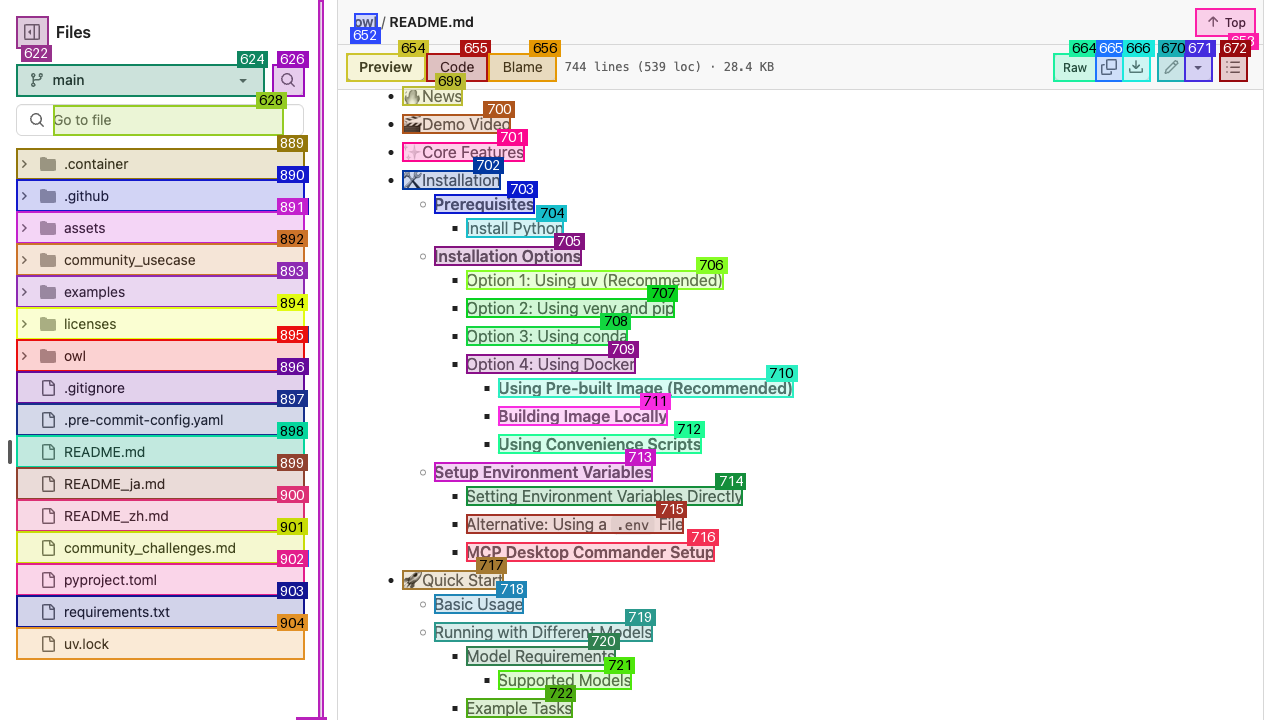 Files
622
624
626
main
628
Go to file
889
.container
890
.github
891
assets
892
community_usecase
893
examples
894
licenses
895
owl
896
.gitignore
897
.pre-commit-config.yaml
898
README.md
899
README_ja.md
900
README_zh.md
901
community_challenges.md
902
pyproject.toml
903
requirements.txt
904
uv.lock
owl / README.md
652
Top
653
654
655
656
Preview
Code
Blame
744 lines (539 loc) · 28.4 KB
664
665
666
670
671
672
Raw
699
News
700
Demo Video
701
Core Features
702
Installation
703
Prerequisites
704
Install Python
705
Installation Options
706
Option 1: Using uv (Recommended)
707
Option 2: Using venv and pip
708
Option 3: Using conda
709
Option 4: Using Docker
710
Using Pre-built Image (Recommended)
711
Building Image Locally
712
Using Convenience Scripts
713
Setup Environment Variables
714
Setting Environment Variables Directly
715
Alternative: Using a .env File
716
MCP Desktop Commander Setup
717
Quick Start
718
Basic Usage
719
Running with Different Models
720
Model Requirements
721
Supported Models
722
Example Tasks